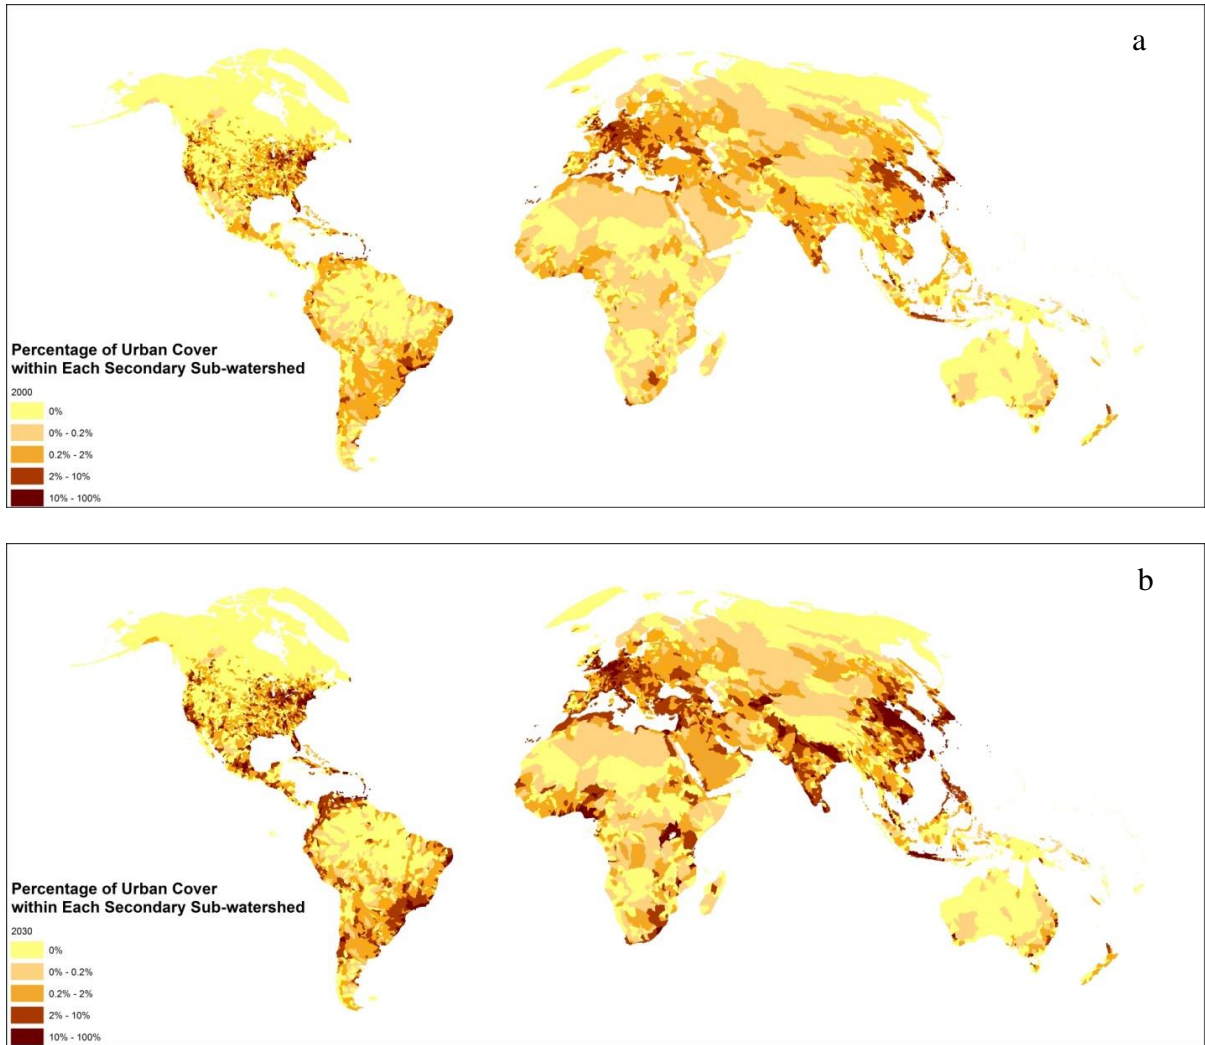 a
Percentage of Urban Cover
within Each Secondary Sub-watershed
2000
0%
0% - 0.2%
0.2% - 2%
2% - 10%
10% - 100%
b
Percentage of Urban Cover
within Each Secondary Sub-watershed
2030
0%
0% - 0.2%
0.2% - 2%
2% - 10%
10% - 100%